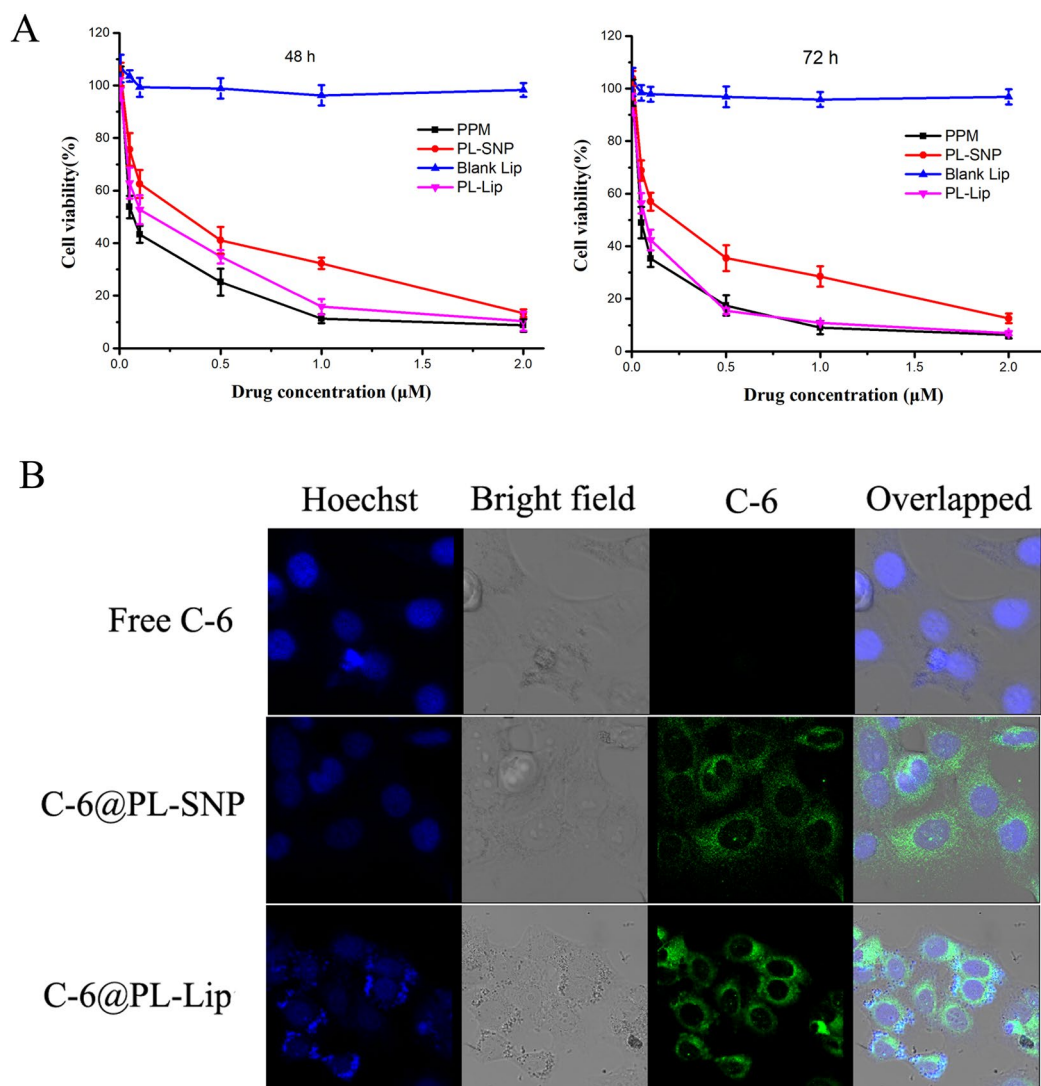 A
120
100
80
60
40
20
0
Cell viability(%)
48 h
PPM
PL-SNP
Blank Lip
PL-Lip
0.0
0.5
1.0
1.5
2.0
Drug concentration (μM)
120
100
80
60
40
20
0
Cell viability(%)
72 h
PPM
PL-SNP
Blank Lip
PL-Lip
0.0
0.5
1.0
1.5
2.0
Drug concentration (μM)
B
Hoechst Bright field C-6 Overlapped
Free C-6
C-6@PL-SNP
C-6@PL-Lip